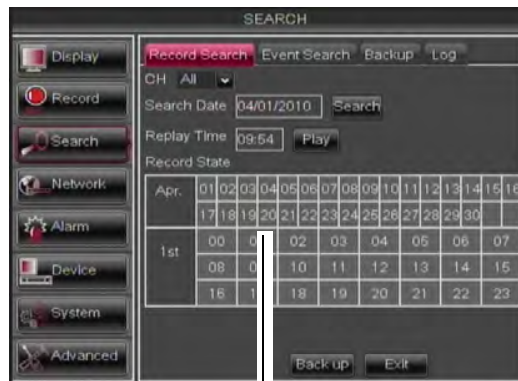 SEARCH
Display
Record
Search
Network
Alarm
Device
System
Advanced
Record Search Event Search Backup Log
CH All
Search Date 04/01/2010 Search
Replay Time 09:54 Play
Record State
Apr. 01 02 03 04 05 06 07 08 09 10 11 12 13 14 15 16
17 18 19 20 21 22 23 24 25 26 27 28 29 30
1st 00 02 03 04 05 06 07
08 10 11 12 13 14 15
16 18 19 20 21 22 23
Back up Exit